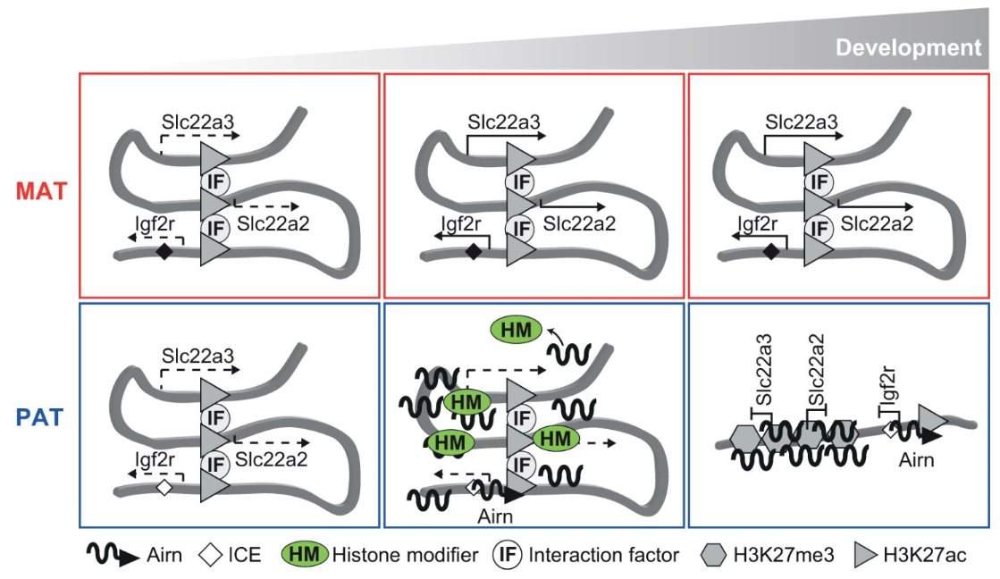 Development
MAT
Slc22a3
IF
IF
Igf2r
Slc22a2
Slc22a3
IF
IF
Igf2r
Slc22a2
Slc22a3
IF
IF
Igf2r
Slc22a2
PAT
Slc22a3
IF
IF
Igf2r
Slc22a2
HM
HM
IF
HM
HM
IF
Airn
Slc22a3
Slc22a2
Igf2r
Airn
Airn
ICE
HM Histone modifier
IF Interaction factor
H3K27me3
H3K27ac